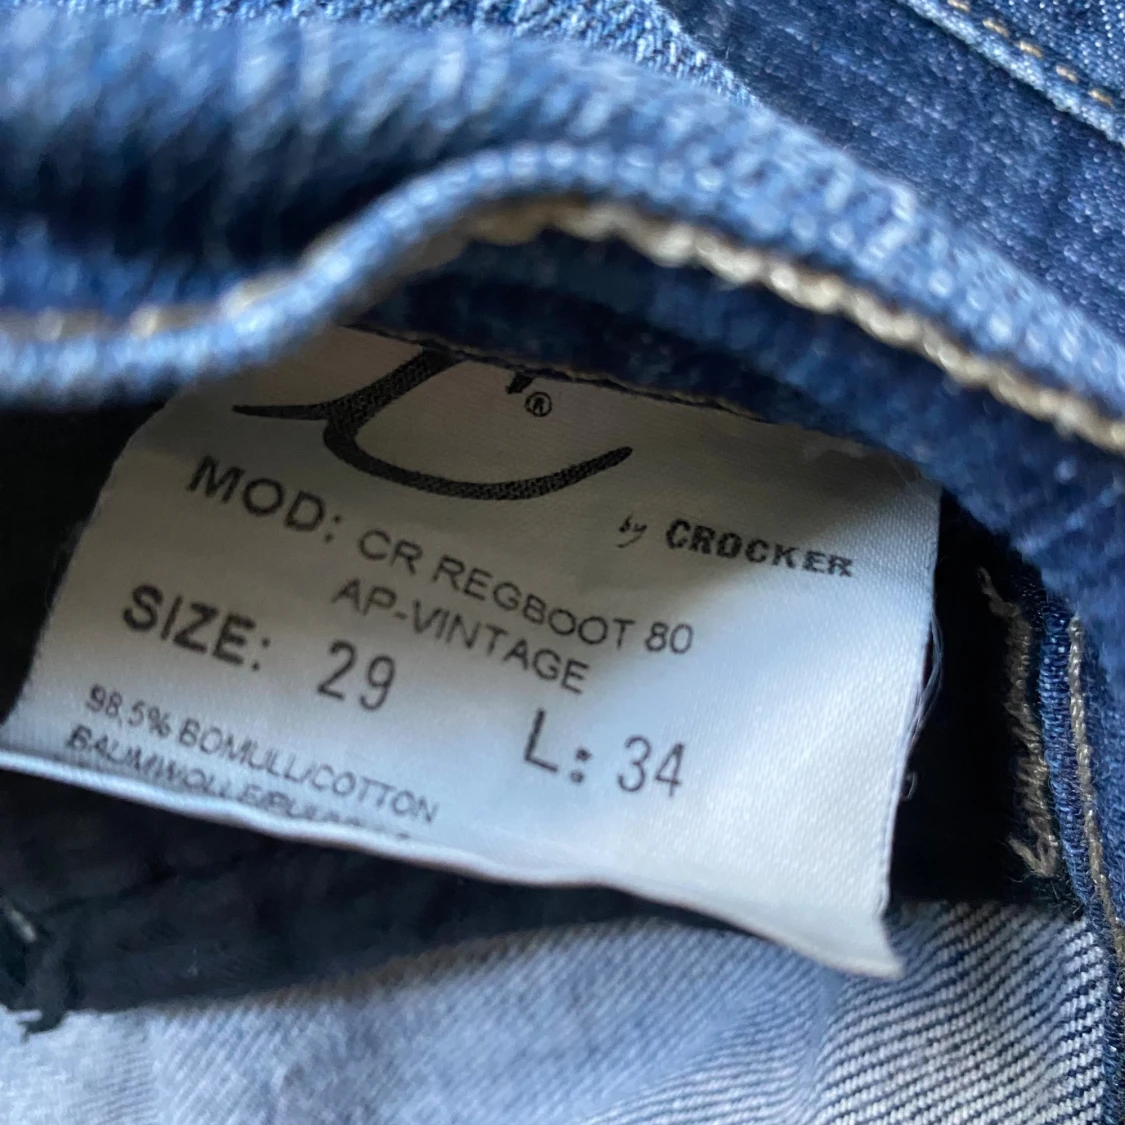 ®
by CROCKER
MOD: CR REGBOOT 80
AP-VINTAGE
SIZE: 29
L: 34
98,5% BOMULL/COTTON